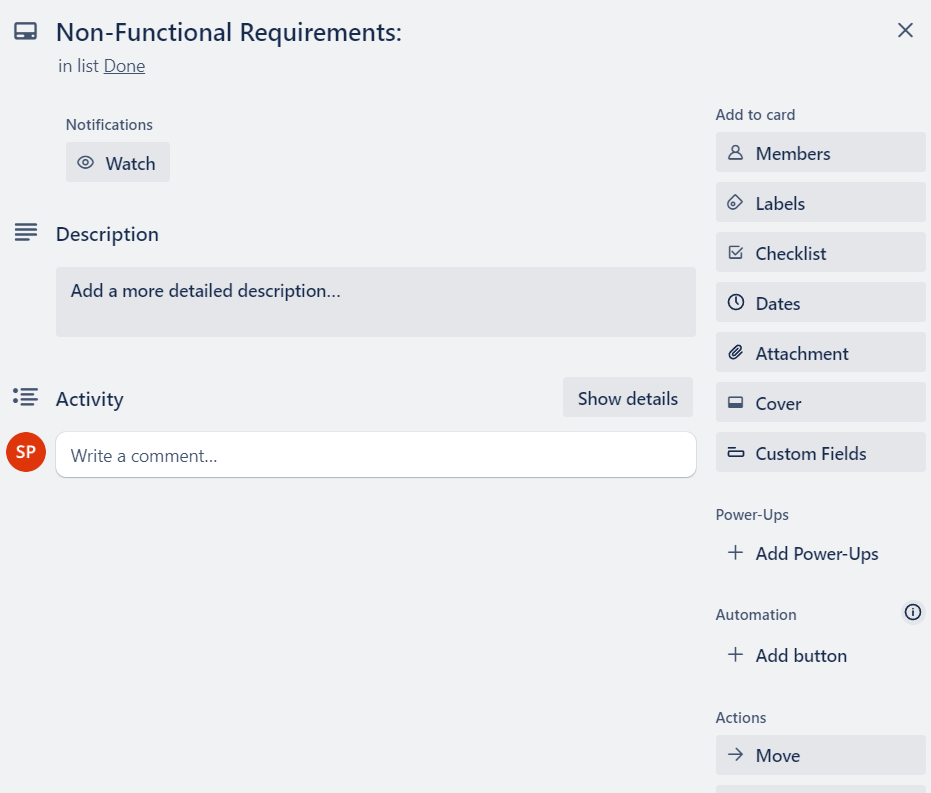 Non-Functional Requirements:
in list Done
Notifications
Watch
Description
Add a more detailed description...
Activity
Show details
SP
Write a comment...
Add to card
Members
Labels
Checklist
Dates
Attachment
Cover
Custom Fields
Power-Ups
Add Power-Ups
Automation
Add button
Actions
Move